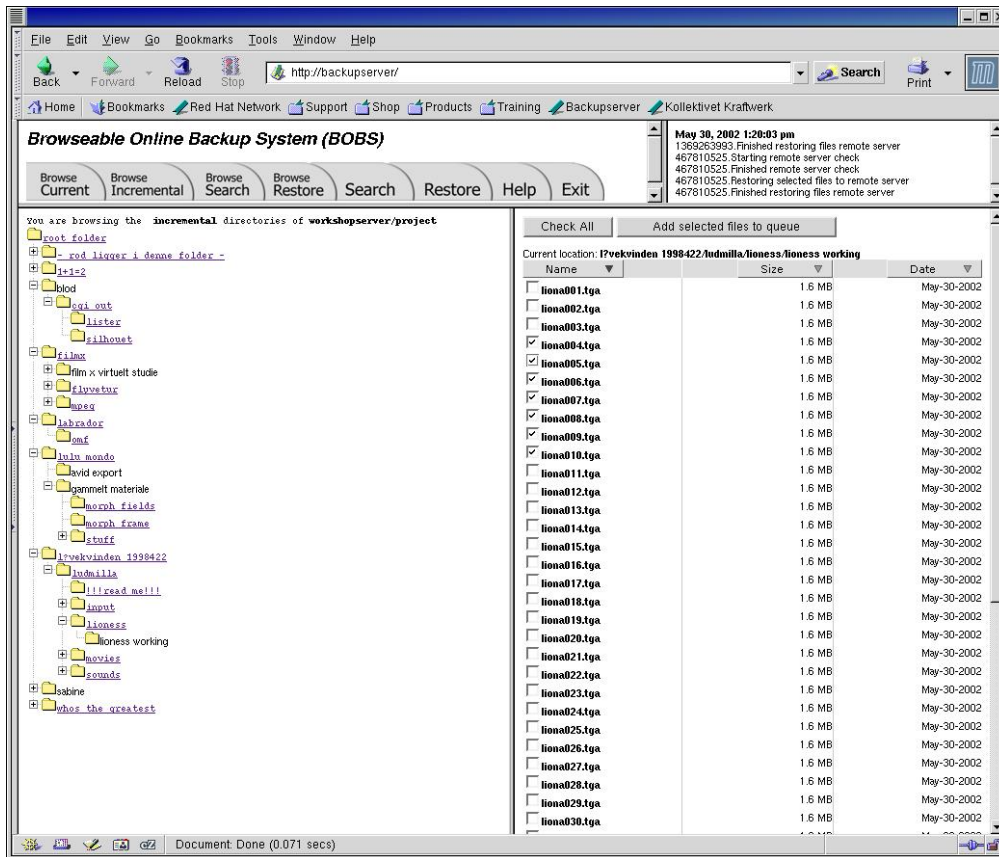 File Edit View Go Bookmarks Tools Window Help
Back Forward Reload Stop http://backupserver/ Search Print
Home Bookmarks Red Hat Network Support Shop Products Training Backupserver Kollektivet Kraftwerk
Browseable Online Backup System (BOBS)
Browse Current Browse Incremental Browse Search Browse Restore Search Restore Help Exit
May 30, 2002 1:20:03 pm
1369263993.Finished restoring files remote server
467810525.Starting remote server check
467810525.Finished remote server check
467810525.Restoring selected files to remote server
467810525.Finished restoring files remote server
You are browsing the incremental directories of workshopserver/project
root folder
- rod ligger i denne folder -
1+1=2
blod
cgi out
lister
silhouet
filmx
film x virtuelt studie
flyvetur
mpeg
labrador
omf
lulu mondo
avid export
gammelt materiale
morph fields
morph frame
stuff
l?vekvinden 1998422
ludmilla
!!!read me!!!
input
lioness
lioness working
movies
sounds
sabine
whos the greatest
Check All Add selected files to queue
Current location: l?vekvinden 1998422/ludmilla/lioness/lioness working
Name Size Date
liona001.tga 1.6 MB May-30-2002
liona002.tga 1.6 MB May-30-2002
liona003.tga 1.6 MB May-30-2002
liona004.tga 1.6 MB May-30-2002
liona005.tga 1.6 MB May-30-2002
liona006.tga 1.6 MB May-30-2002
liona007.tga 1.6 MB May-30-2002
liona008.tga 1.6 MB May-30-2002
liona009.tga 1.6 MB May-30-2002
liona010.tga 1.6 MB May-30-2002
liona011.tga 1.6 MB May-30-2002
liona012.tga 1.6 MB May-30-2002
liona013.tga 1.6 MB May-30-2002
liona014.tga 1.6 MB May-30-2002
liona015.tga 1.6 MB May-30-2002
liona016.tga 1.6 MB May-30-2002
liona017.tga 1.6 MB May-30-2002
liona018.tga 1.6 MB May-30-2002
liona019.tga 1.6 MB May-30-2002
liona020.tga 1.6 MB May-30-2002
liona021.tga 1.6 MB May-30-2002
liona022.tga 1.6 MB May-30-2002
liona023.tga 1.6 MB May-30-2002
liona024.tga 1.6 MB May-30-2002
liona025.tga 1.6 MB May-30-2002
liona026.tga 1.6 MB May-30-2002
liona027.tga 1.6 MB May-30-2002
liona028.tga 1.6 MB May-30-2002
liona029.tga 1.6 MB May-30-2002
liona030.tga 1.6 MB May-30-2002
Document: Done (0.071 secs)